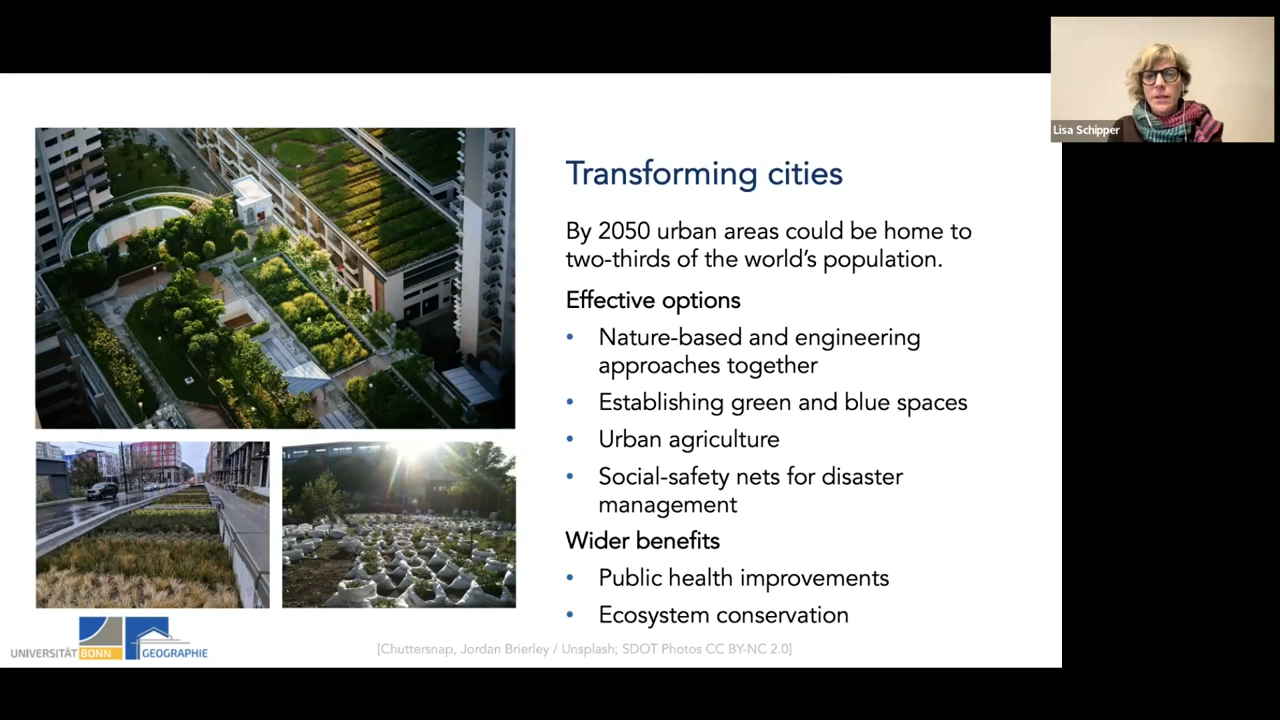 Lisa Schipper
Transforming cities
By 2050 urban areas could be home to
two-thirds of the world's population.
Effective options
• Nature-based and engineering
approaches together
• Establishing green and blue spaces
• Urban agriculture
• Social-safety nets for disaster
management
Wider benefits
• Public health improvements
• Ecosystem conservation
UNIVERSITÄT BONN GEOGRAPHIE
[Chuttersnap, Jordan Brierley / Unsplash; SDOT Photos CC BY-NC 2.0]